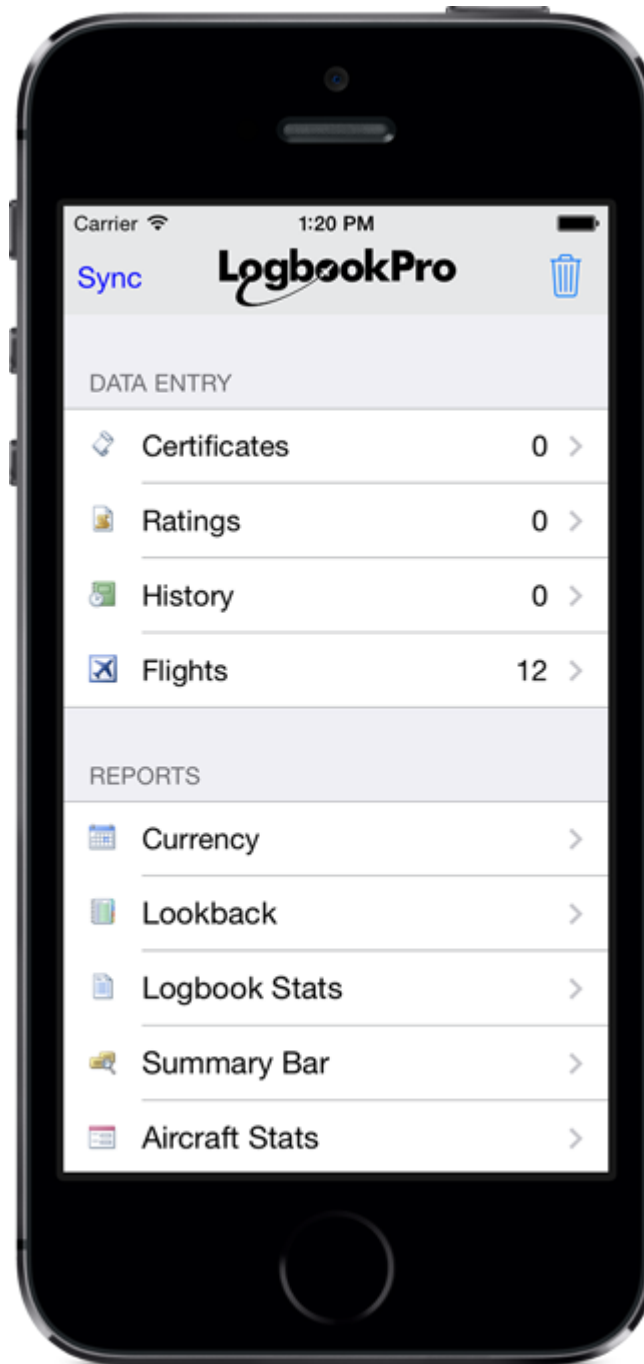 Carrier 1:20 PM
Sync LogbookPro
DATA ENTRY
Certificates 0
Ratings 0
History 0
Flights 12
REPORTS
Currency
Lookback
Logbook Stats
Summary Bar
Aircraft Stats